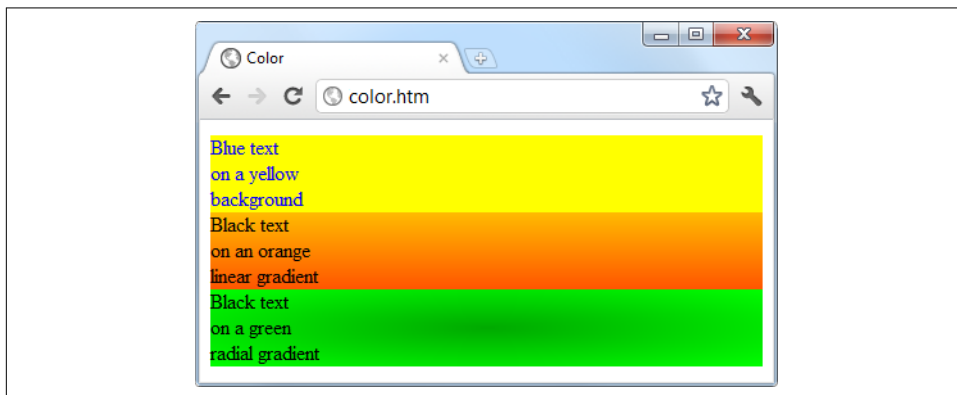 Color
color.htm
Blue text
on a yellow
background
Black text
on an orange
linear gradient
Black text
on a green
radial gradient